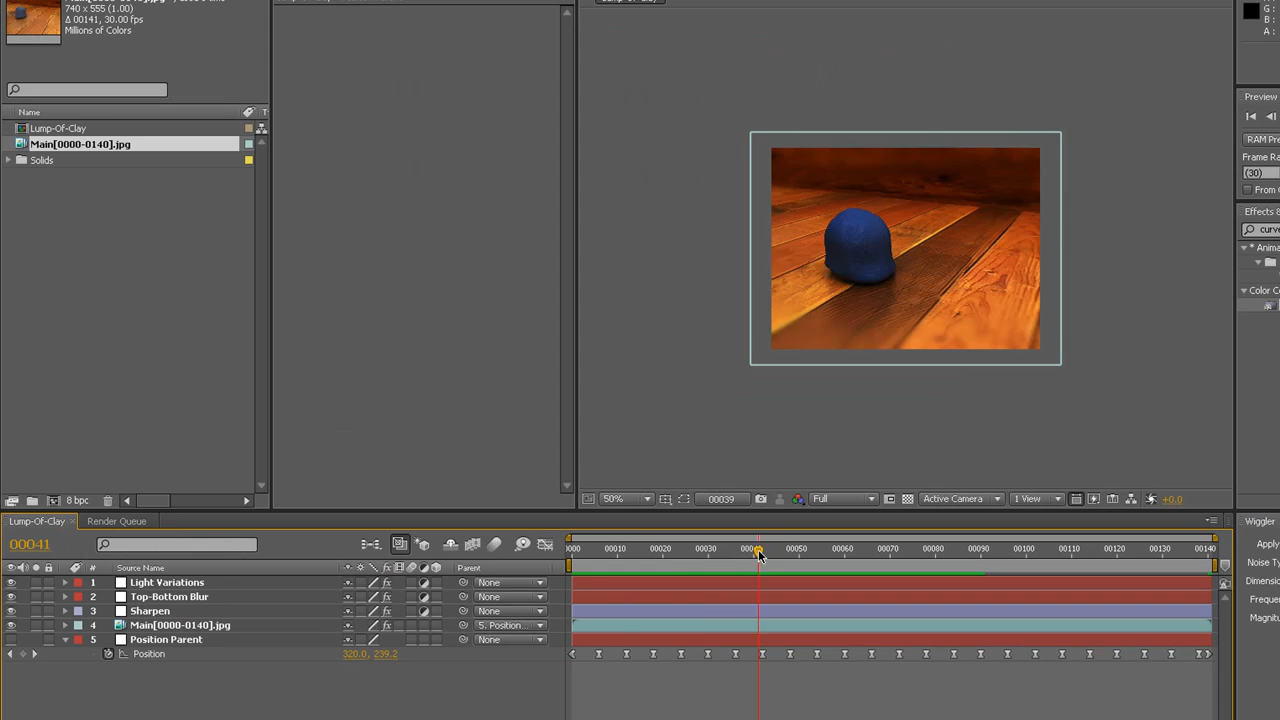 740 x 555 (1.00)
Δ 00141, 30.00 fps
Millions of Colors
Name
T
Lump-Of-Clay
Main[0000-0140].jpg
Solids
8 bpc
50%
00039
Full
Active Camera
1 View
+0.0
G :
B :
A :
Preview
RAM Pre
Frame Ra
(30)
From
Effects &
curve
* Anima
Color Co
Lump-Of-Clay
Render Queue
00041
#
Source Name
Parent
00010
00020
00030
00050
00060
00070
00080
00090
00100
00110
00120
00130
00140
1
Light Variations
None
2
Top-Bottom Blur
None
3
Sharpen
None
4
Main[0000-0140].jpg
5. Position...
5
Position Parent
None
Position
320.0, 239.2
Wiggler
Apply
Noise Ty
Dimensio
Frequen
Magnitu